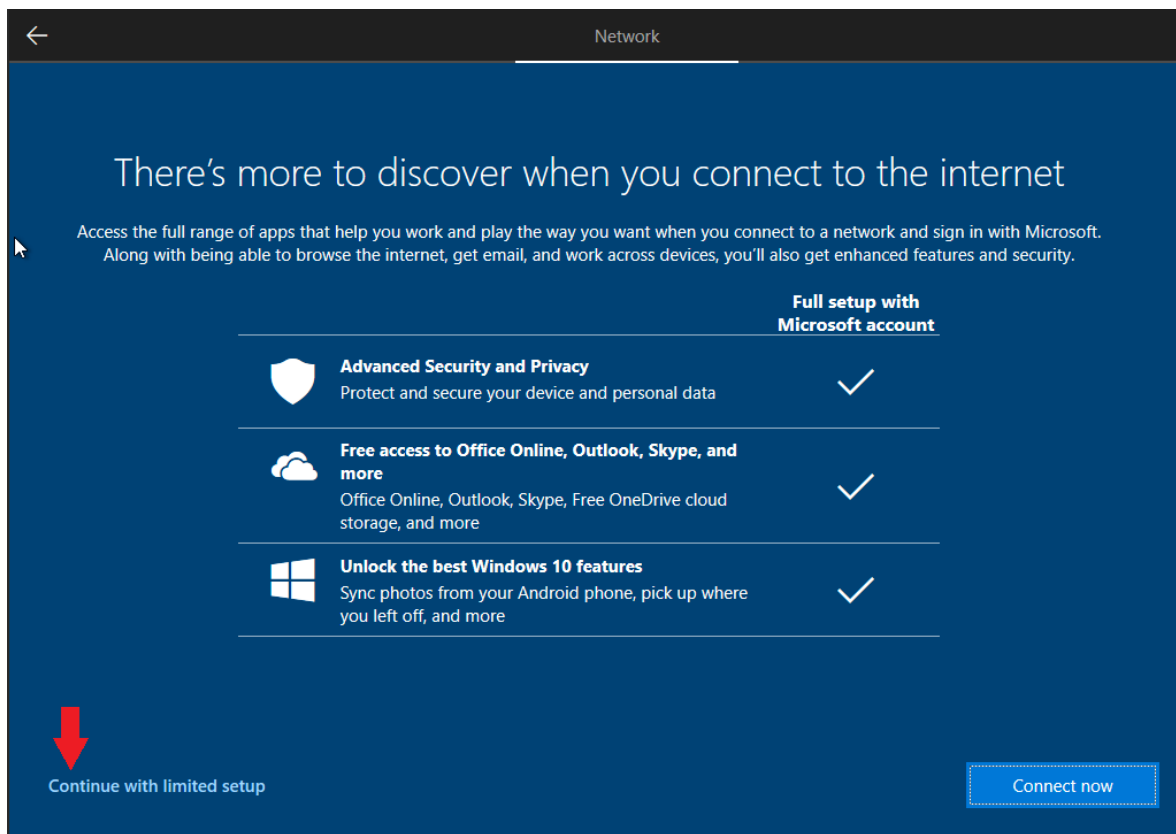 Network
There's more to discover when you connect to the internet
Access the full range of apps that help you work and play the way you want when you connect to a network and sign in with Microsoft.
Along with being able to browse the internet, get email, and work across devices, you'll also get enhanced features and security.
Full setup with
Microsoft account
Advanced Security and Privacy
Protect and secure your device and personal data
Free access to Office Online, Outlook, Skype, and
more
Office Online, Outlook, Skype, Free OneDrive cloud
storage, and more
Unlock the best Windows 10 features
Sync photos from your Android phone, pick up where
you left off, and more
Continue with limited setup
Connect now